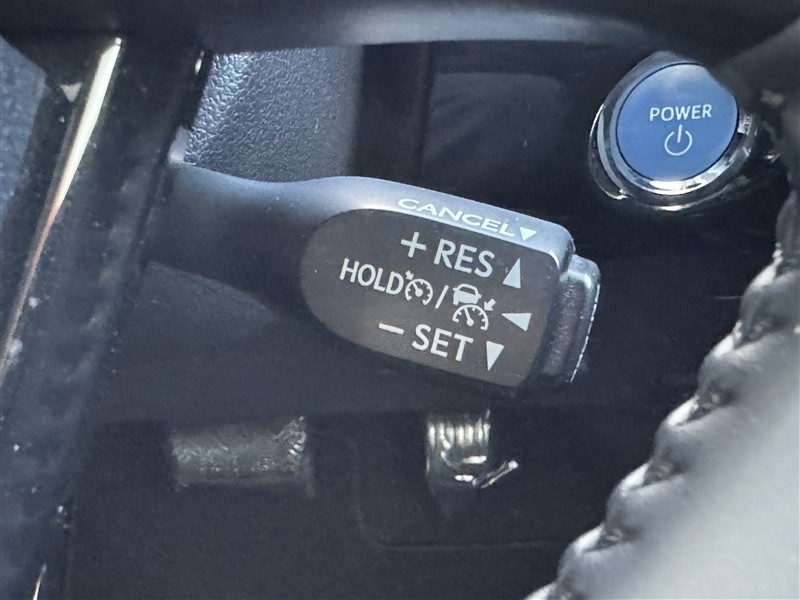 POWER
CANCEL▼
+ RES ▲
HOLD /
− SET ▼